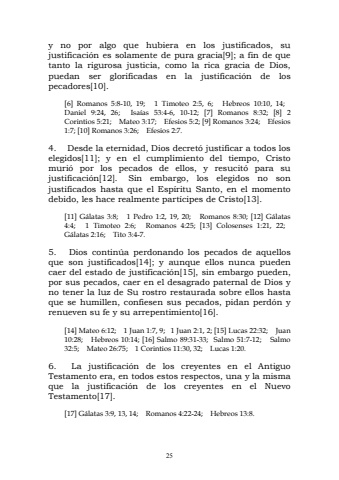 y no por algo que hubiera en los justificados, su
justificación es solamente de pura gracia[9]; a fin de que
tanto la rigurosa justicia, como la rica gracia de Dios,
puedan ser glorificadas en la justificación de los
pecadores[10].
[6] Romanos 5:8-10, 19; 1 Timoteo 2:5, 6; Hebreos 10:10, 14;
Daniel 9:24, 26; Isaías 53:4-6, 10-12; [7] Romanos 8:32; [8] 2
Corintios 5:21; Mateo 3:17; Efesios 5:2; [9] Romanos 3:24; Efesios
1:7; [10] Romanos 3:26; Efesios 2:7.
4. Desde la eternidad, Dios decretó justificar a todos los
elegidos[11]; y en el cumplimiento del tiempo, Cristo
murió por los pecados de ellos, y resucitó para su
justificación[12]. Sin embargo, los elegidos no son
justificados hasta que el Espíritu Santo, en el momento
debido, les hace realmente partícipes de Cristo[13].
[11] Gálatas 3:8; 1 Pedro 1:2, 19, 20; Romanos 8:30; [12] Gálatas
4:4; 1 Timoteo 2:6; Romanos 4:25; [13] Colosenses 1:21, 22;
Gálatas 2:16; Tito 3:4-7.
5. Dios continúa perdonando los pecados de aquellos
que son justificados[14]; y aunque ellos nunca pueden
caer del estado de justificación[15], sin embargo pueden,
por sus pecados, caer en el desagrado paternal de Dios y
no tener la luz de Su rostro restaurada sobre ellos hasta
que se humillen, confiesen sus pecados, pidan perdón y
renueven su fe y su arrepentimiento[16].
[14] Mateo 6:12; 1 Juan 1:7, 9; 1 Juan 2:1, 2; [15] Lucas 22:32; Juan
10:28; Hebreos 10:14; [16] Salmo 89:31-33; Salmo 51:7-12; Salmo
32:5; Mateo 26:75; 1 Corintios 11:30, 32; Lucas 1:20.
6. La justificación de los creyentes en el Antiguo
Testamento era, en todos estos respectos, una y la misma
que la justificación de los creyentes en el Nuevo
Testamento[17].
[17] Gálatas 3:9, 13, 14; Romanos 4:22-24; Hebreos 13:8.
25